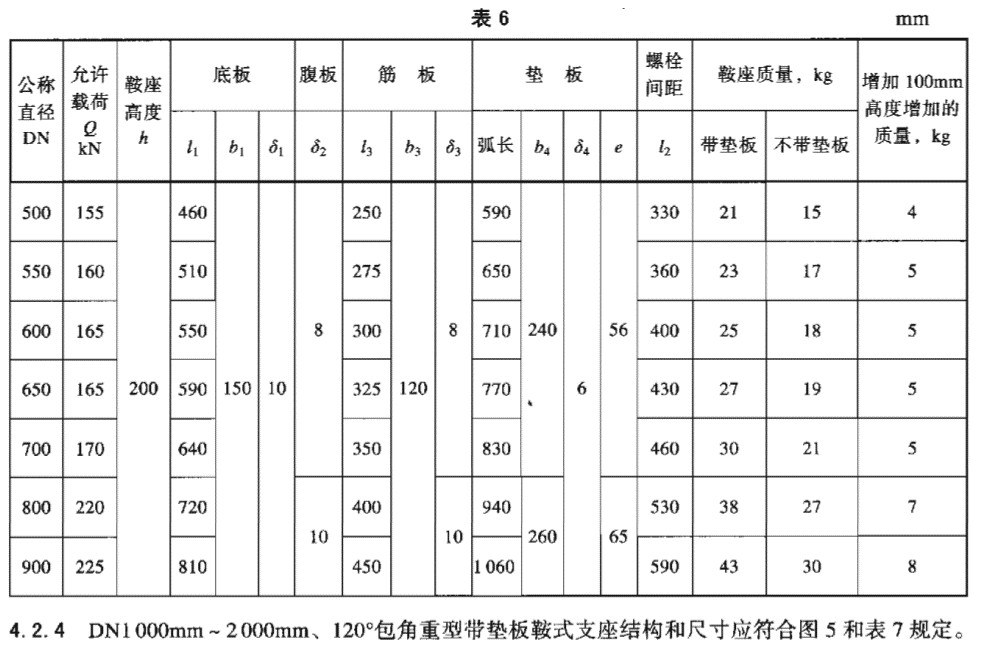 表 6 mm
公称直径 DN 允许载荷 Q kN 鞍座高度 h 底板 腹板 筋板 垫板 螺栓间距 鞍座质量，kg 增加 100mm 高度增加的质量，kg
l₁ b₁ δ₁ δ₂ l₃ b₃ δ₃ 弧长 b₄ δ₄ e l₂ 带垫板 不带垫板
500 155 460 250 590 330 21 15 4
550 160 510 275 650 360 23 17 5
600 165 550 8 300 8 710 240 56 400 25 18 5
650 165 200 590 150 10 325 120 770 6 430 27 19 5
700 170 640 350 830 460 30 21 5
800 220 720 400 940 530 38 27 7
10 10 260 65
900 225 810 450 1 060 590 43 30 8
4.2.4 DN1 000mm ~ 2 000mm、120°包角重型带垫板鞍式支座结构和尺寸应符合图 5 和表 7 规定。